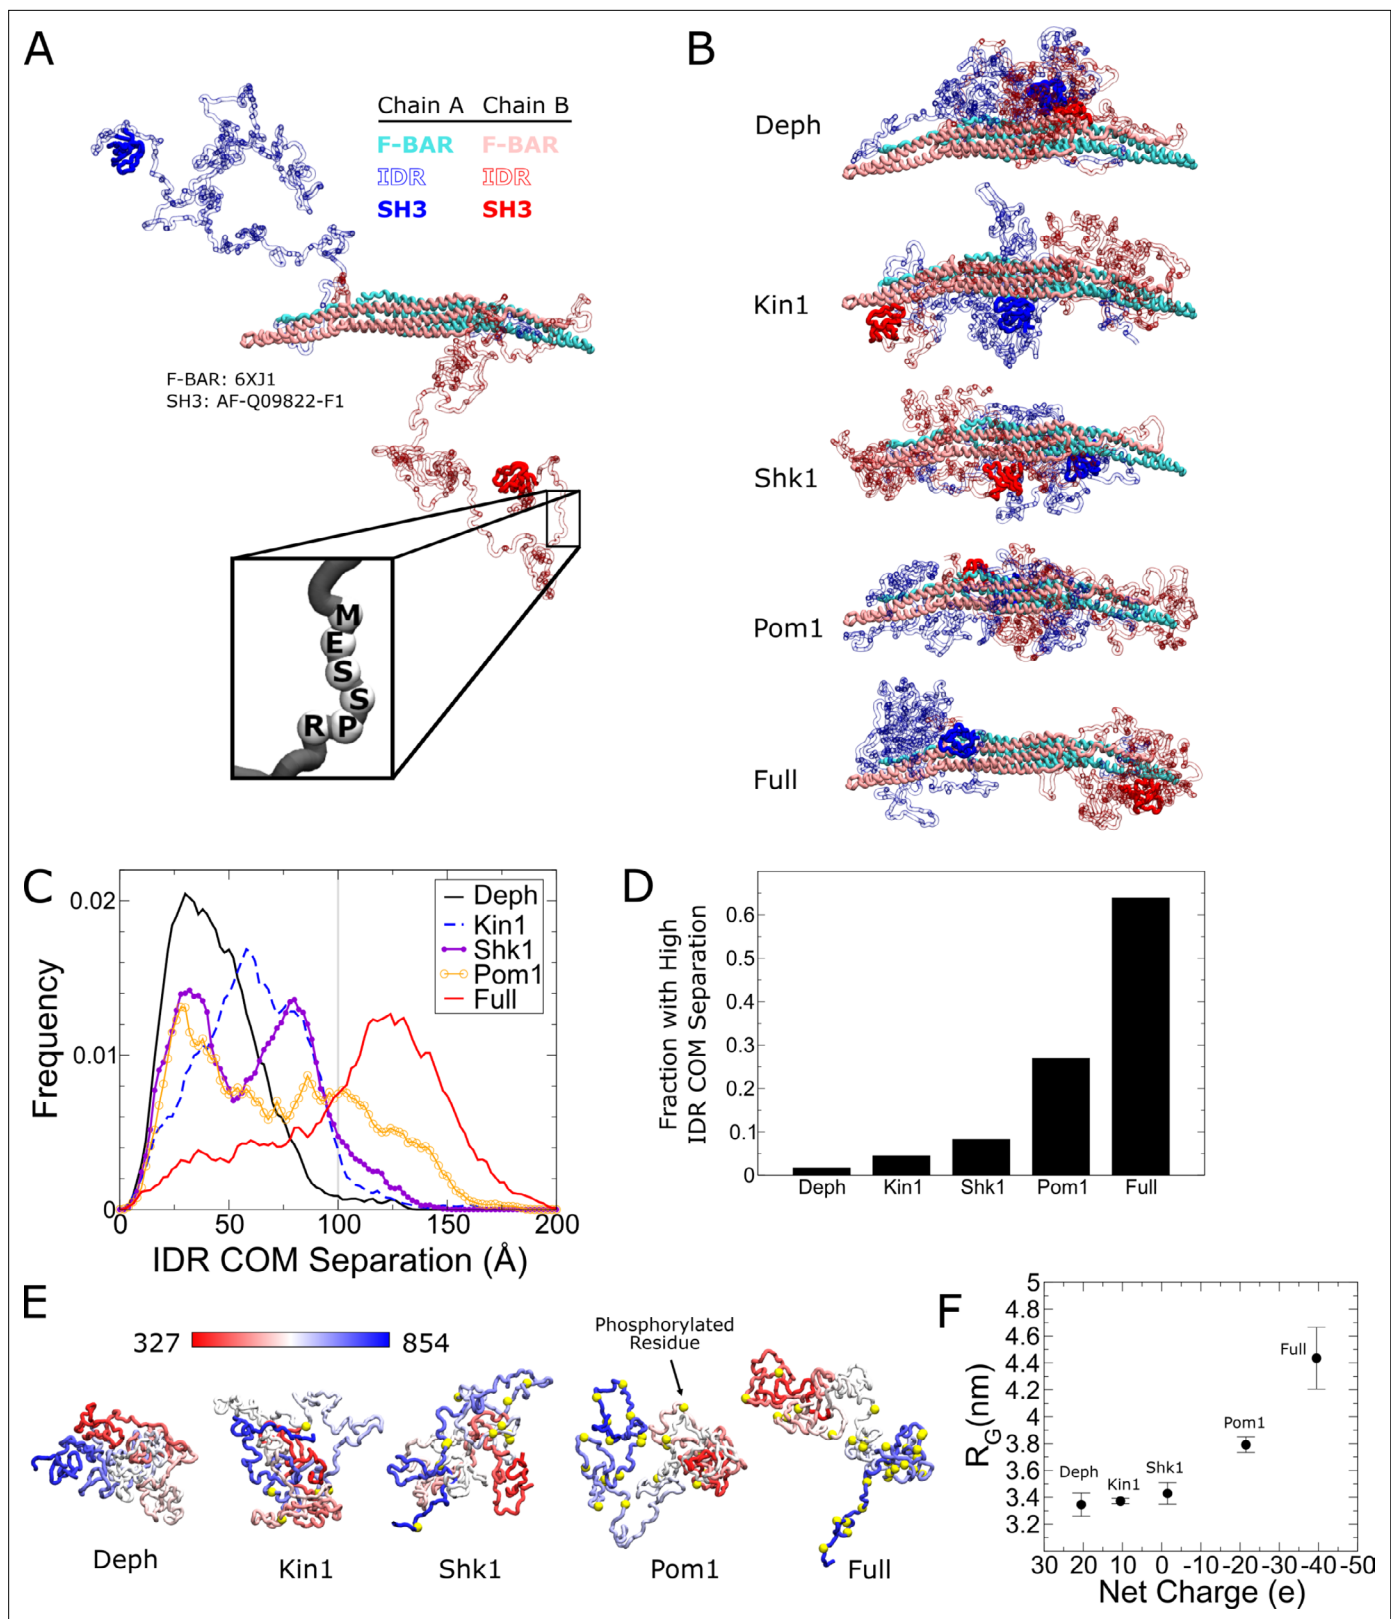 A
Chain A Chain B
F-BAR F-BAR
IDR IDR
SH3 SH3
F-BAR: 6XJ1
SH3: AF-Q09822-F1
M
E
S
S
R P
B
Deph
Kin1
Shk1
Pom1
Full
C
Frequency
0.02
0.01
0
Deph
Kin1
Shk1
Pom1
Full
0 50 100 150 200
IDR COM Separation (Å)
D
Fraction with High
IDR COM Separation
0.6
0.5
0.4
0.3
0.2
0.1
0
Deph Kin1 Shk1 Pom1 Full
E
327 854
Phosphorylated
Residue
Deph Kin1 Shk1 Pom1 Full
F
R_G(nm)
5
4.8
4.6
4.4
4.2
4
3.8
3.6
3.4
3.2
Full
Pom1
Deph
Kin1
Shk1
30 20 10 0 -10 -20 -30 -40 -50
Net Charge (e)